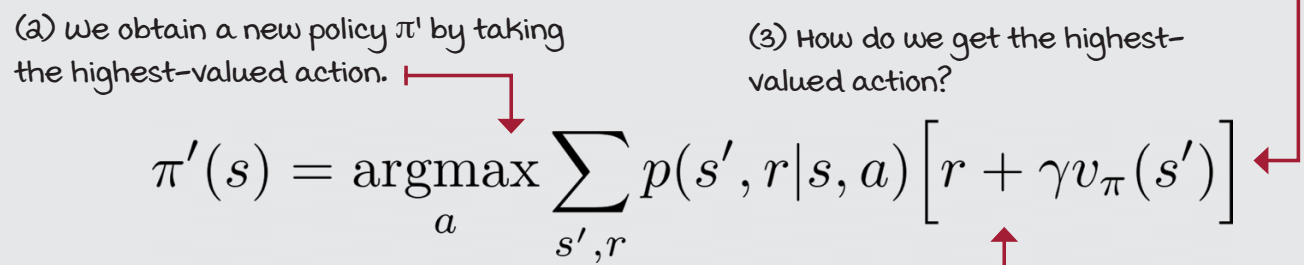 (2) We obtain a new policy π' by taking
the highest-valued action.
(3) How do we get the highest-
valued action?
π′(s) = argmax_a ∑_{s′,r} p(s′,r|s,a)[r + γv_π(s′)]